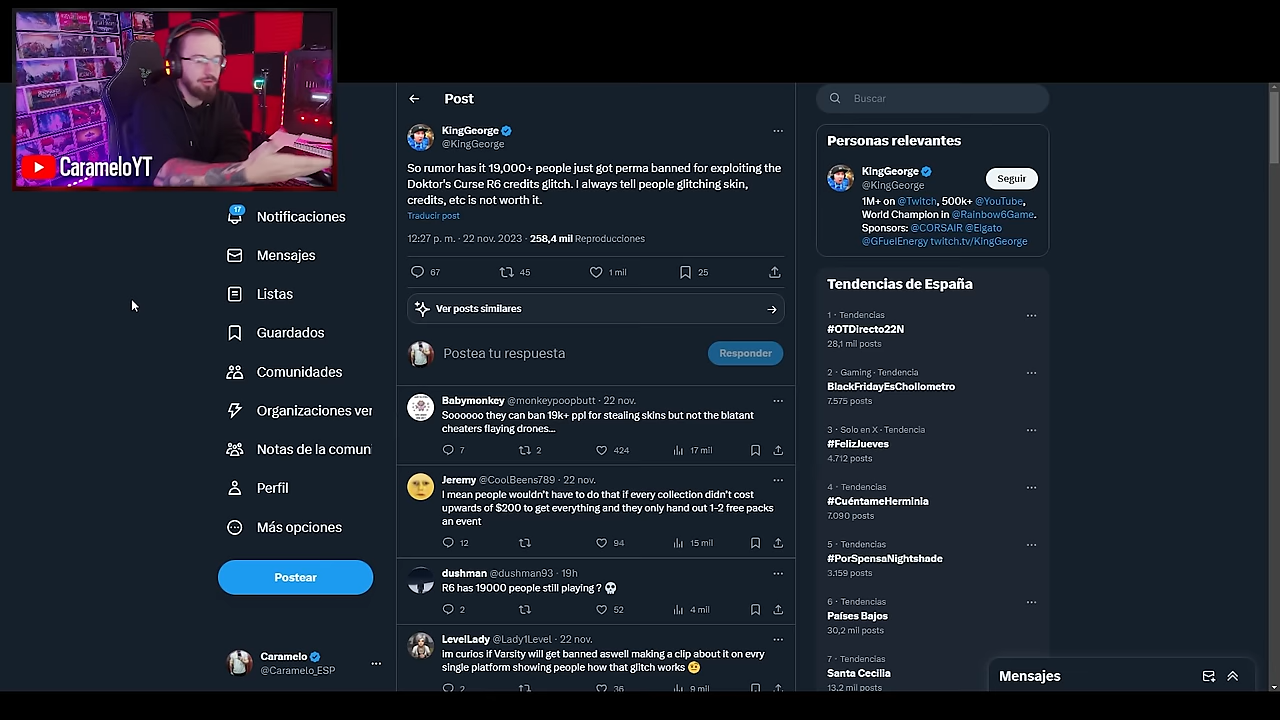 CarameloYT
17
Notificaciones
Mensajes
Listas
Guardados
Comunidades
Organizaciones ver
Notas de la comuni
Perfil
Más opciones
Postear
Caramelo
@Caramelo_ESP
Post
KingGeorge
@KingGeorge
So rumor has it 19,000+ people just got perma banned for exploiting the
Doktor's Curse R6 credits glitch. I always tell people glitching skin,
credits, etc is not worth it.
Traducir post
12:27 p. m. · 22 nov. 2023 · 258,4 mil Reproducciones
67 45 1 mil 25
Ver posts similares
Postea tu respuesta
Responder
Babymonkey @monkeypoopbutt · 22 nov.
Soooooo they can ban 19k+ ppl for stealing skins but not the blatant
cheaters flaying drones...
7 2 424 17 mil
Jeremy @CoolBeens789 · 22 nov.
I mean people wouldn't have to do that if every collection didn't cost
upwards of $200 to get everything and they only hand out 1-2 free packs
an event
12 94 15 mil
dushman @dushman93 · 19h
R6 has 19000 people still playing ? 💀
2 52 4 mil
LevelLady @Lady1Level · 22 nov.
im curios if Varsity will get banned aswell making a clip about it on evry
single platform showing people how that glitch works 🤨
2 36 9 mil
Buscar
Personas relevantes
KingGeorge
@KingGeorge
Seguir
1M+ on @Twitch, 500k+ @YouTube,
World Champion in @Rainbow6Game.
Sponsors: @CORSAIR @Elgato
@GFuelEnergy twitch.tv/KingGeorge
Tendencias de España
1 · Tendencias
#OTDirecto22N
28,1 mil posts
2 · Gaming · Tendencia
BlackFridayEsChollometro
7.575 posts
3 · Solo en X · Tendencia
#FelizJueves
4.712 posts
4 · Tendencias
#CuéntameHerminia
7.090 posts
5 · Tendencias
#PorSpensaNightshade
3.159 posts
6 · Tendencias
Países Bajos
30,2 mil posts
7 · Tendencias
Santa Cecilia
13,2 mil posts
Mensajes